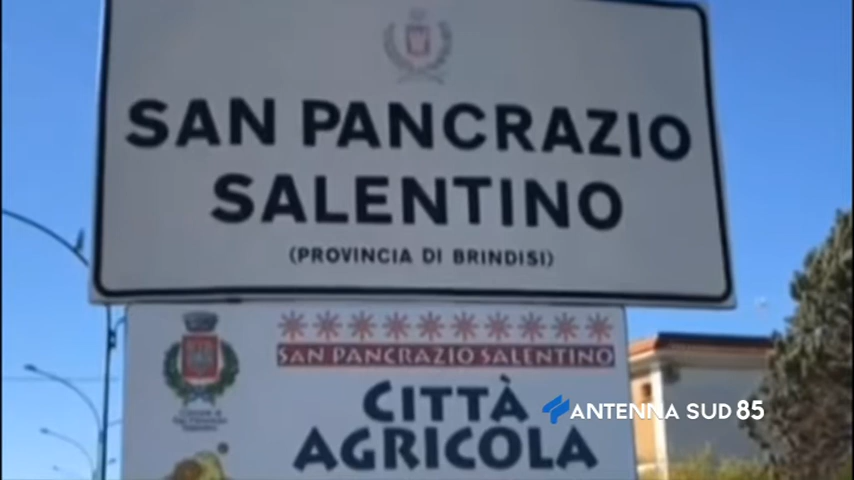 SAN PANCRAZIO
SALENTINO
(PROVINCIA DI BRINDISI)
SAN PANCRAZIO SALENTINO
CITTÀ
AGRICOLA
ANTENNA SUD 85